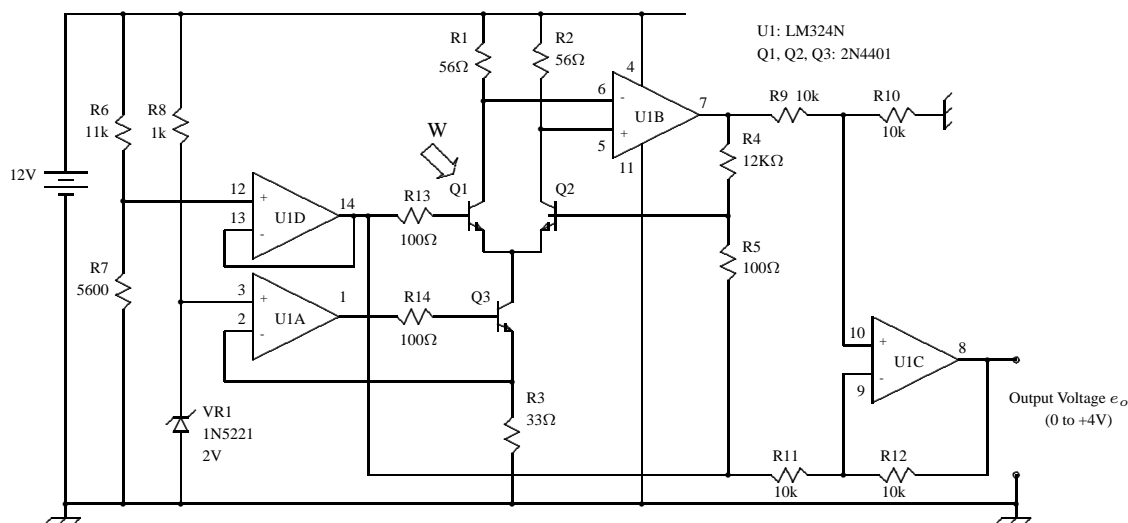 U1: LM324N
Q1, Q2, Q3: 2N4401
R1
56Ω
R2
56Ω
4
6
-
U1B
7
+
5
11
R9 10k
R10
10k
R6
11k
R8
1k
W
R4
12KΩ
12V
12
+
U1D
14
13
-
R13
100Ω
Q1
Q2
R5
100Ω
R7
5600
3
+
U1A
1
2
-
R14
100Ω
Q3
10
+
U1C
8
-
9
R3
33Ω
Output Voltage eo
(0 to +4V)
VR1
1N5221
2V
R11
10k
R12
10k